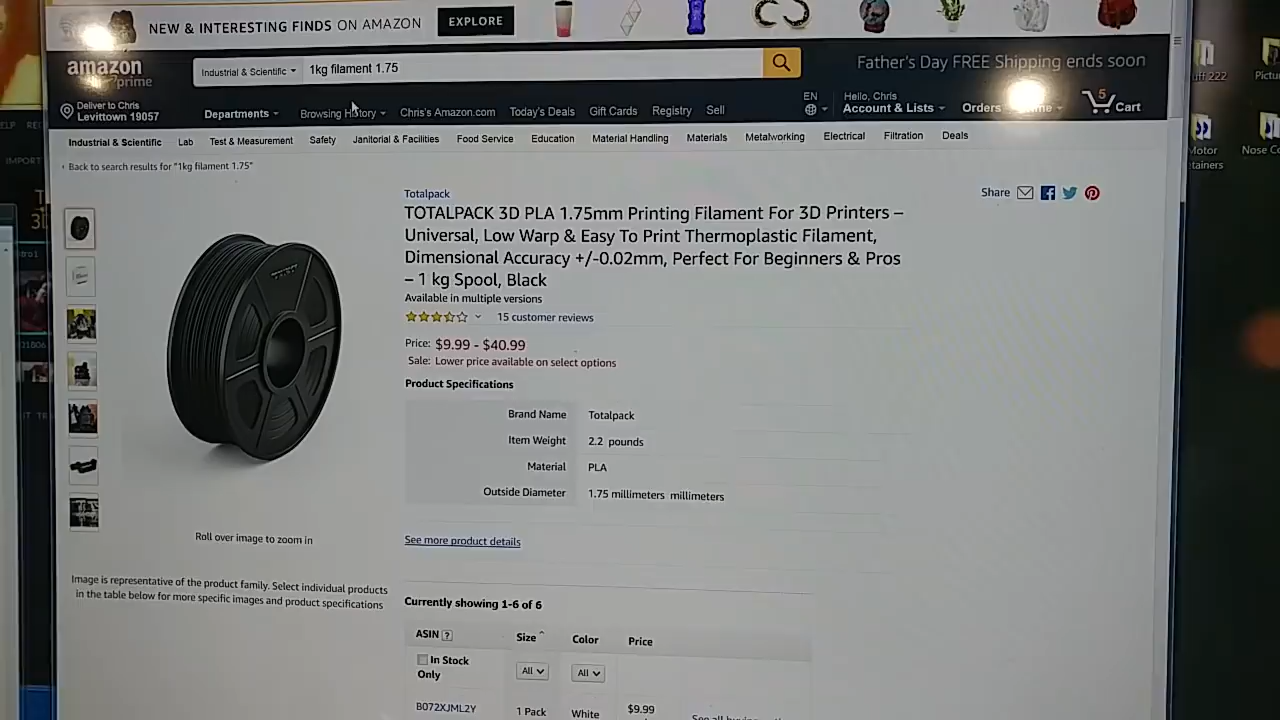 NEW & INTERESTING FINDS ON AMAZON EXPLORE
amazon prime
Industrial & Scientific
1kg filament 1.75
Father's Day FREE Shipping ends soon
Deliver to Chris
Levittown 19057
Departments Browsing History Chris's Amazon.com Today's Deals Gift Cards Registry Sell
EN
Hello, Chris
Account & Lists
Orders
5
Cart
Industrial & Scientific Lab Test & Measurement Safety Janitorial & Facilities Food Service Education Material Handling Materials Metalworking Electrical Filtration Deals
‹ Back to search results for "1kg filament 1.75"
Share
Totalpack
TOTALPACK 3D PLA 1.75mm Printing Filament For 3D Printers –
Universal, Low Warp & Easy To Print Thermoplastic Filament,
Dimensional Accuracy +/-0.02mm, Perfect For Beginners & Pros
– 1 kg Spool, Black
Available in multiple versions
15 customer reviews
Price: $9.99 - $40.99
Sale: Lower price available on select options
Product Specifications
Brand Name Totalpack
Item Weight 2.2 pounds
Material PLA
Outside Diameter 1.75 millimeters millimeters
See more product details
Roll over image to zoom in
Image is representative of the product family. Select individual products
in the table below for more specific images and product specifications
Currently showing 1-6 of 6
ASIN ? Size Color Price
In Stock
Only
All All
B072XJML2Y 1 Pack White $9.99
222
Motor
Nose
IMPORT